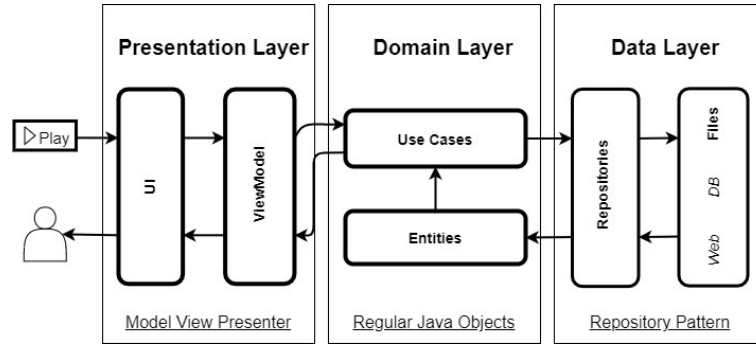 Presentation Layer
Domain Layer
Data Layer
Play
UI
ViewModel
Use Cases
Entities
Repositories
Files
DB
Web
Model View Presenter
Regular Java Objects
Repository Pattern